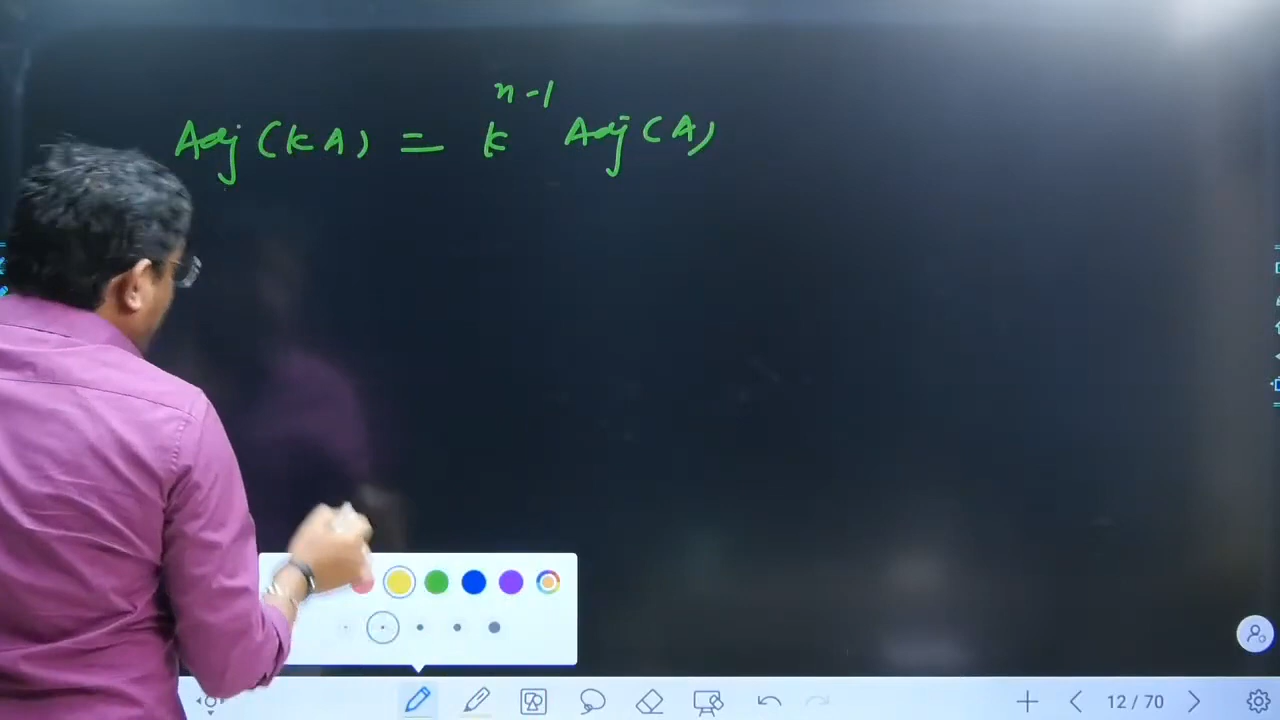 Adj (KA) = K^{n-1} Adj (A)
12 / 70